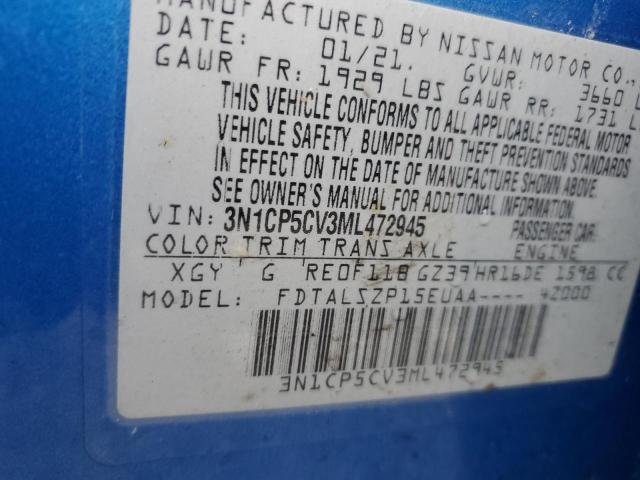 MANUFACTURED BY NISSAN MOTOR CO.,
DATE: 01/21. GVWR: 3660
GAWR FR: 1929 LBS GAWR RR: 1731 L
THIS VEHICLE CONFORMS TO ALL APPLICABLE FEDERAL MOTOR
VEHICLE SAFETY, BUMPER AND THEFT PREVENTION STANDARDS
IN EFFECT ON THE DATE OF MANUFACTURE SHOWN ABOVE.
SEE OWNER'S MANUAL FOR ADDITIONAL INFORMATION.
VIN: 3N1CP5CV3ML472945 PASSENGER CAR
COLOR TRIM TRANS AXLE ENGINE
XGY G RE0F11B GZ39 HR16DE 1598 CC
MODEL: FDTALSZP15EUAA---- 42000
3N1CP5CV3ML472945